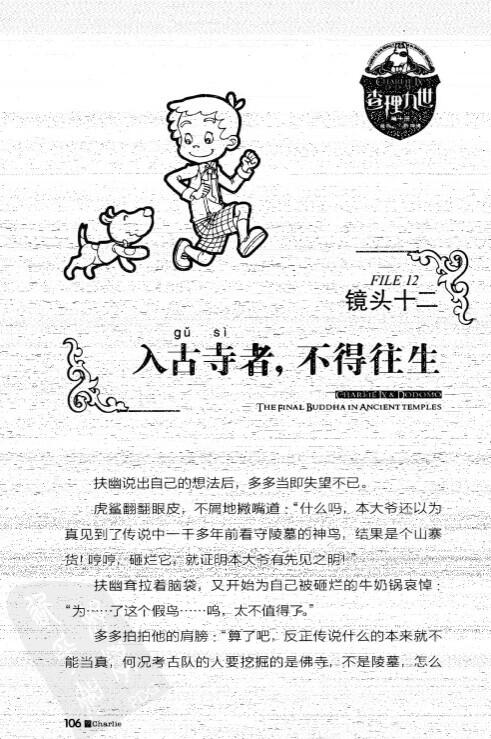 CHARLIE IX
查理九世
FILE 12
镜头十二
gǔ sì
入古寺者，不得往生
CHARLIE IX & DODOMO
THE FINAL BUDDHA IN ANCIENT TEMPLES
扶幽说出自己的想法后，多多当即失望不已。
虎鲨翻翻眼皮，不屑地撇嘴道：“什么吗，本大爷还以为
真见到了传说中一千多年前看守陵墓的神鸟，结果是个山寨
货！哼哼，砸烂它，就证明本大爷有先见之明！”
扶幽耷拉着脑袋，又开始为自己被砸烂的牛奶锅哀悼：
“为……了这个假鸟……呜，太不值得了。”
多多拍拍他的肩膀：“算了吧，反正传说什么的本来就不
能当真，何况考古队的人要挖掘的是佛寺，不是陵墓，怎么
106 Charlie